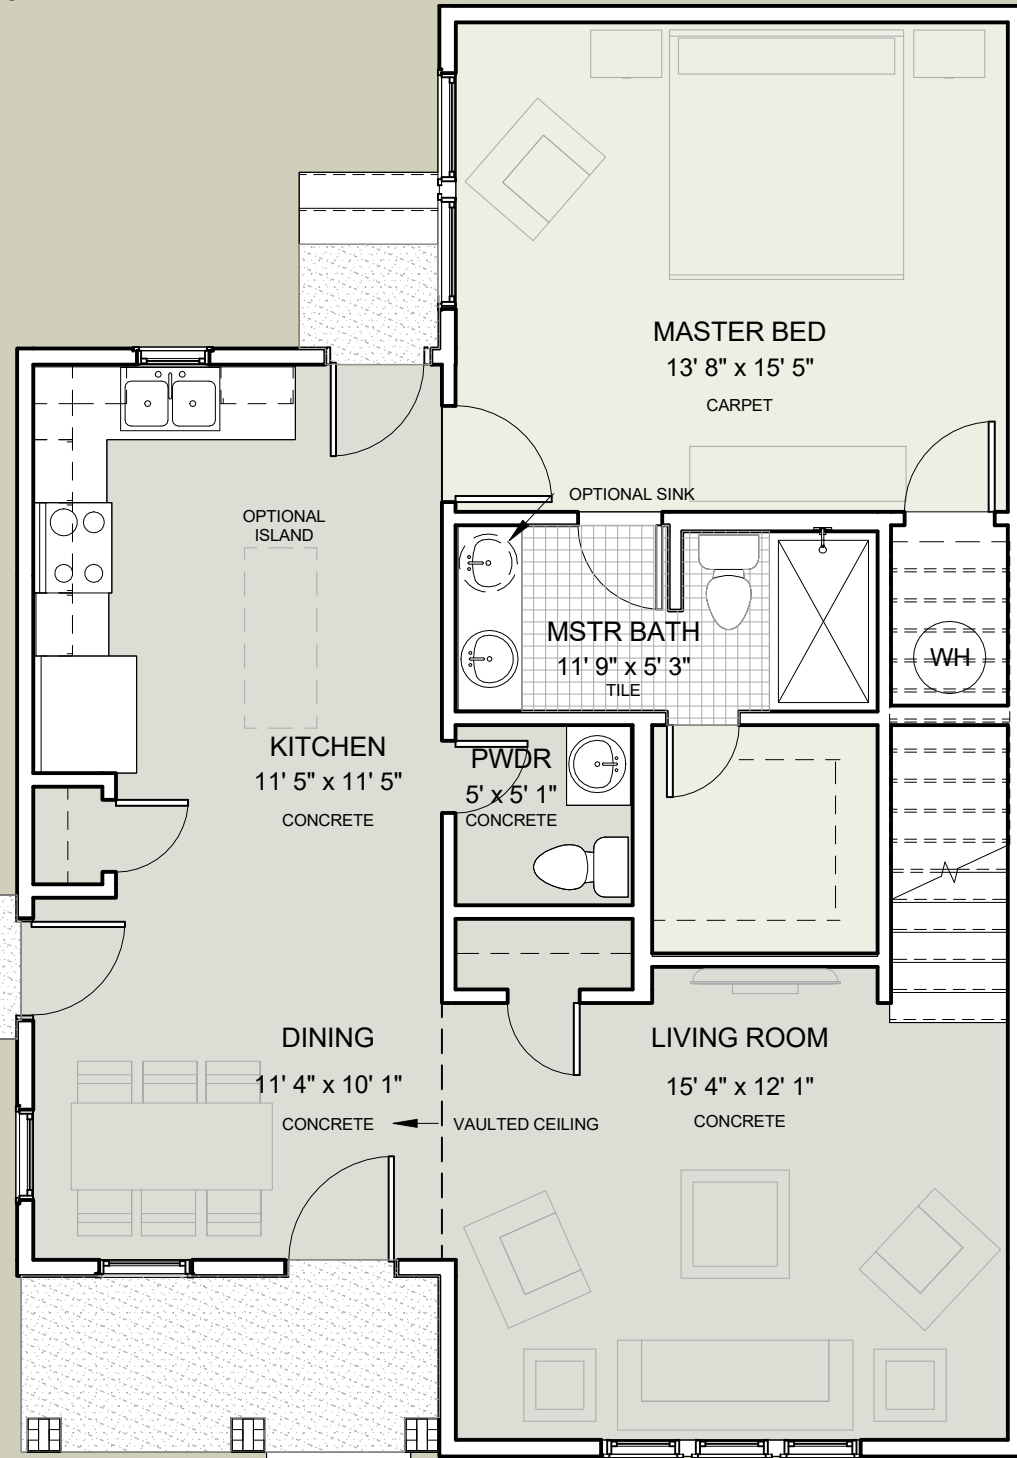 MASTER BED
13' 8" x 15' 5"
CARPET
OPTIONAL SINK
OPTIONAL
ISLAND
MSTR BATH
11' 9" x 5' 3"
TILE
WH
KITCHEN
11' 5" x 11' 5"
CONCRETE
PWDR
5' x 5' 1"
CONCRETE
DINING
11' 4" x 10' 1"
CONCRETE
VAULTED CEILING
LIVING ROOM
15' 4" x 12' 1"
CONCRETE